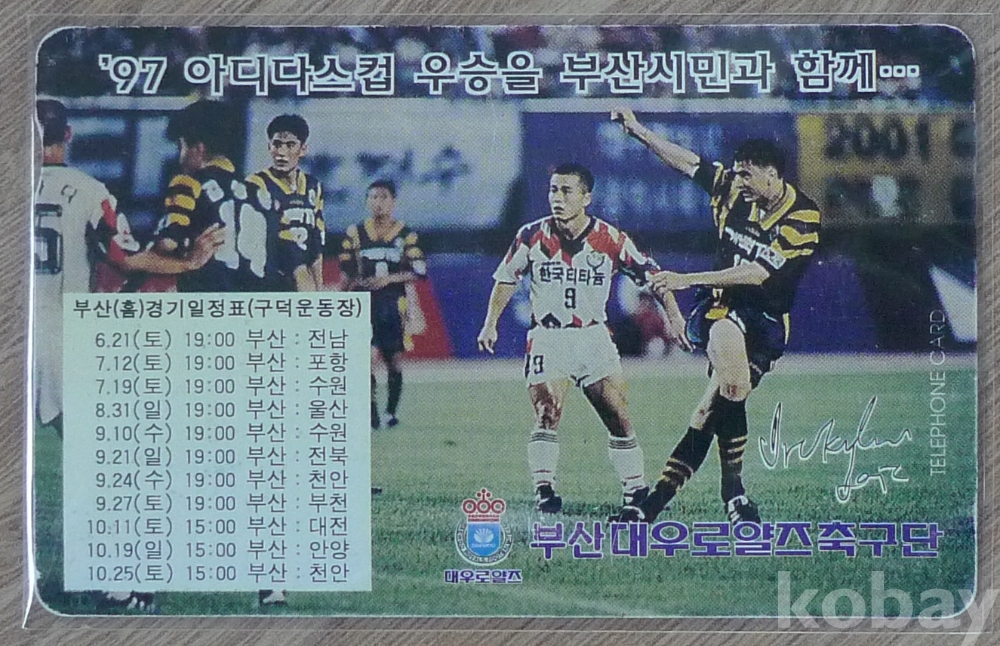 '97 아디다스컵 우승을 부산시민과 함께…
2001
한국티타늄
9
9
부산(홈)경기일정표(구덕운동장)
6.21(토) 19:00 부산 : 전남
7.12(토) 19:00 부산 : 포항
7.19(토) 19:00 부산 : 수원
8.31(일) 19:00 부산 : 울산
9.10(수) 19:00 부산 : 수원
9.21(일) 19:00 부산 : 전북
9.24(수) 19:00 부산 : 천안
9.27(토) 19:00 부산 : 부천
10.11(토) 15:00 부산 : 대전
10.19(일) 15:00 부산 : 안양
10.25(토) 15:00 부산 : 천안
TELEPHONE CARD
대우로얄즈
부산대우로얄즈축구단
kobay